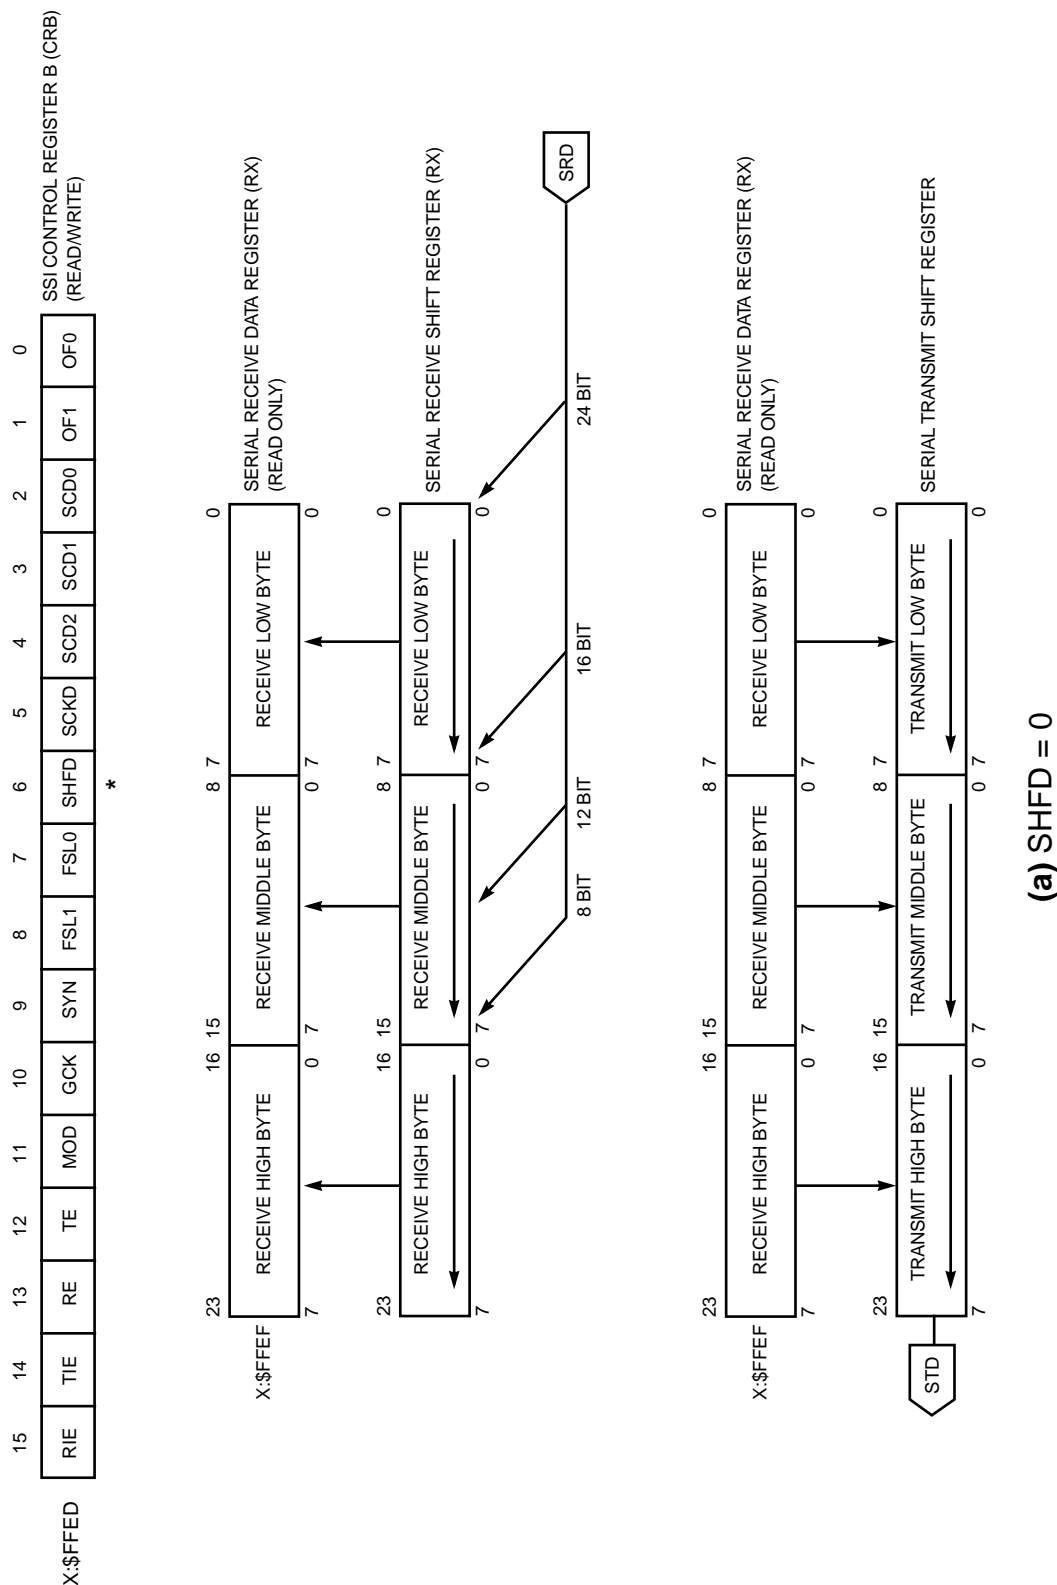 15 14 13 12 11 10 9 8 7 6 5 4 3 2 1 0
X:$FFED RIE TIE RE TE MOD GCK SYN FSL1 FSL0 SHFD SCKD SCD2 SCD1 SCD0 OF1 OF0 SSI CONTROL REGISTER B (CRB)
(READ/WRITE)
*
23 16 15 8 7 0
X:$FFEF RECEIVE HIGH BYTE RECEIVE MIDDLE BYTE RECEIVE LOW BYTE SERIAL RECEIVE DATA REGISTER (RX)
(READ ONLY)
7 0 7 0 7 0
23 16 15 8 7 0
RECEIVE HIGH BYTE RECEIVE MIDDLE BYTE RECEIVE LOW BYTE SERIAL RECEIVE SHIFT REGISTER (RX)
7 0 7 0 7 0
SRD
8 BIT 12 BIT 16 BIT 24 BIT
23 16 15 8 7 0
X:$FFEF RECEIVE HIGH BYTE RECEIVE MIDDLE BYTE RECEIVE LOW BYTE SERIAL RECEIVE DATA REGISTER (RX)
(READ ONLY)
7 0 7 0 7 0
23 16 15 8 7 0
STD TRANSMIT HIGH BYTE TRANSMIT MIDDLE BYTE TRANSMIT LOW BYTE SERIAL TRANSMIT SHIFT REGISTER
7 0 7 0 7 0
(a) SHFD = 0